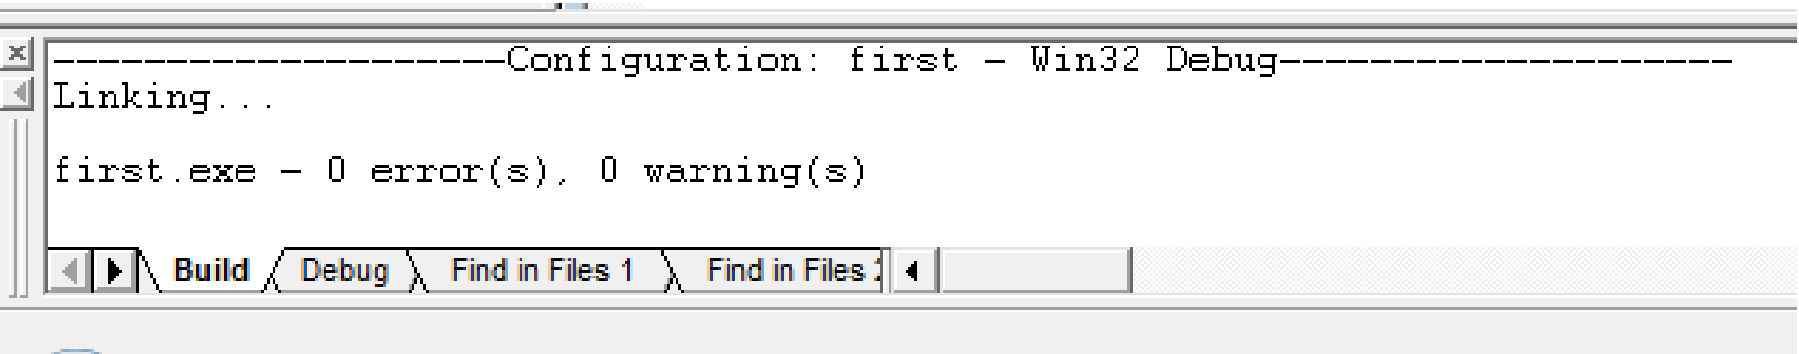 --------------------Configuration: first - Win32 Debug--------------------
Linking...
first.exe - 0 error(s), 0 warning(s)
Build Debug Find in Files 1 Find in Files